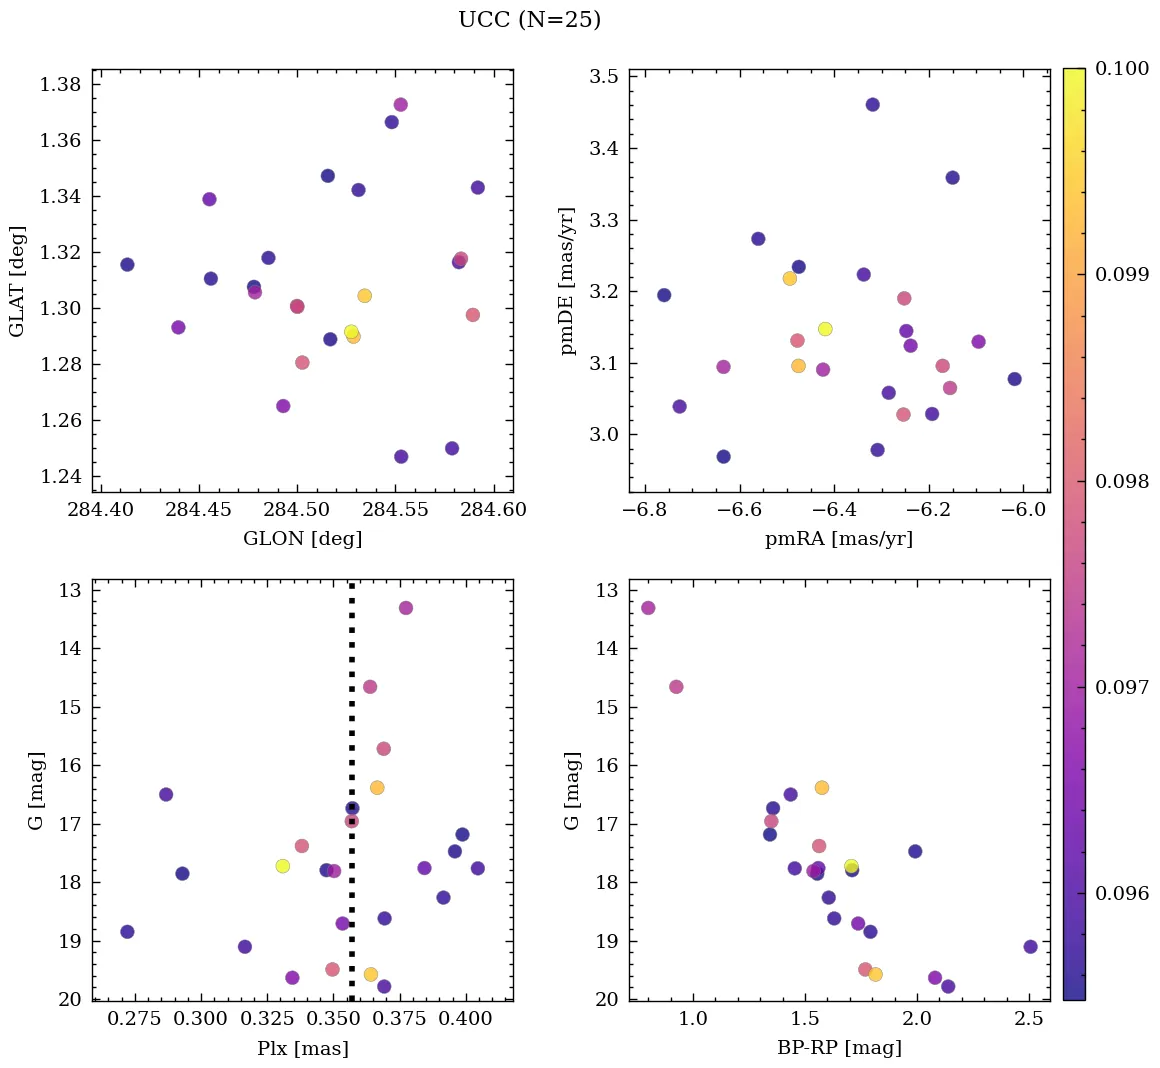 UCC (N=25)
1.38
1.36
1.34
1.32
1.30
1.28
1.26
1.24
GLAT [deg]
284.40 284.45 284.50 284.55 284.60
GLON [deg]
3.5
3.4
3.3
3.2
3.1
3.0
pmDE [mas/yr]
−6.8 −6.6 −6.4 −6.2 −6.0
pmRA [mas/yr]
13
14
15
16
17
18
19
20
G [mag]
0.275 0.300 0.325 0.350 0.375 0.400
Plx [mas]
13
14
15
16
17
18
19
20
G [mag]
1.0 1.5 2.0 2.5
BP-RP [mag]
0.100
0.099
0.098
0.097
0.096